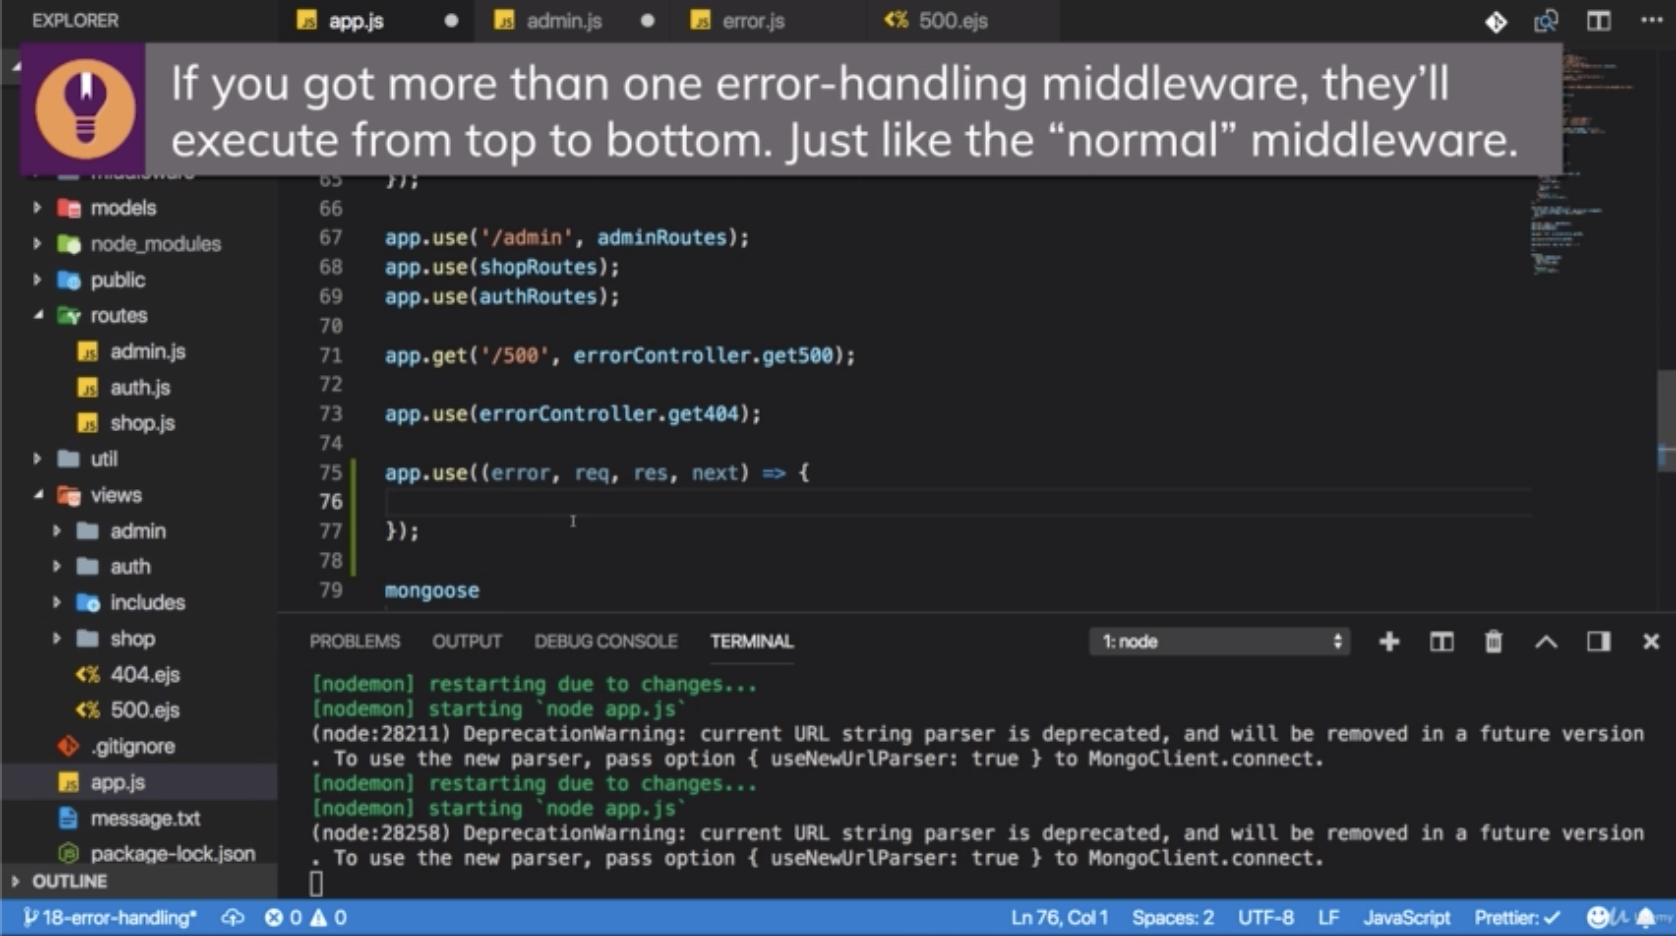 EXPLORER
app.js
admin.js
error.js
500.ejs
If you got more than one error-handling middleware, they'll
execute from top to bottom. Just like the “normal” middleware.
middleware
models
node_modules
public
routes
admin.js
auth.js
shop.js
util
views
admin
auth
includes
shop
404.ejs
500.ejs
.gitignore
app.js
message.txt
package-lock.json
OUTLINE
65 });
66
67 app.use('/admin', adminRoutes);
68 app.use(shopRoutes);
69 app.use(authRoutes);
70
71 app.get('/500', errorController.get500);
72
73 app.use(errorController.get404);
74
75 app.use((error, req, res, next) => {
76
77 });
78
79 mongoose
PROBLEMS OUTPUT DEBUG CONSOLE TERMINAL 1: node
[nodemon] restarting due to changes...
[nodemon] starting `node app.js`
(node:28211) DeprecationWarning: current URL string parser is deprecated, and will be removed in a future version
. To use the new parser, pass option { useNewUrlParser: true } to MongoClient.connect.
[nodemon] restarting due to changes...
[nodemon] starting `node app.js`
(node:28258) DeprecationWarning: current URL string parser is deprecated, and will be removed in a future version
. To use the new parser, pass option { useNewUrlParser: true } to MongoClient.connect.
18-error-handling* 0 0 Ln 76, Col 1 Spaces: 2 UTF-8 LF JavaScript Prettier: ✓